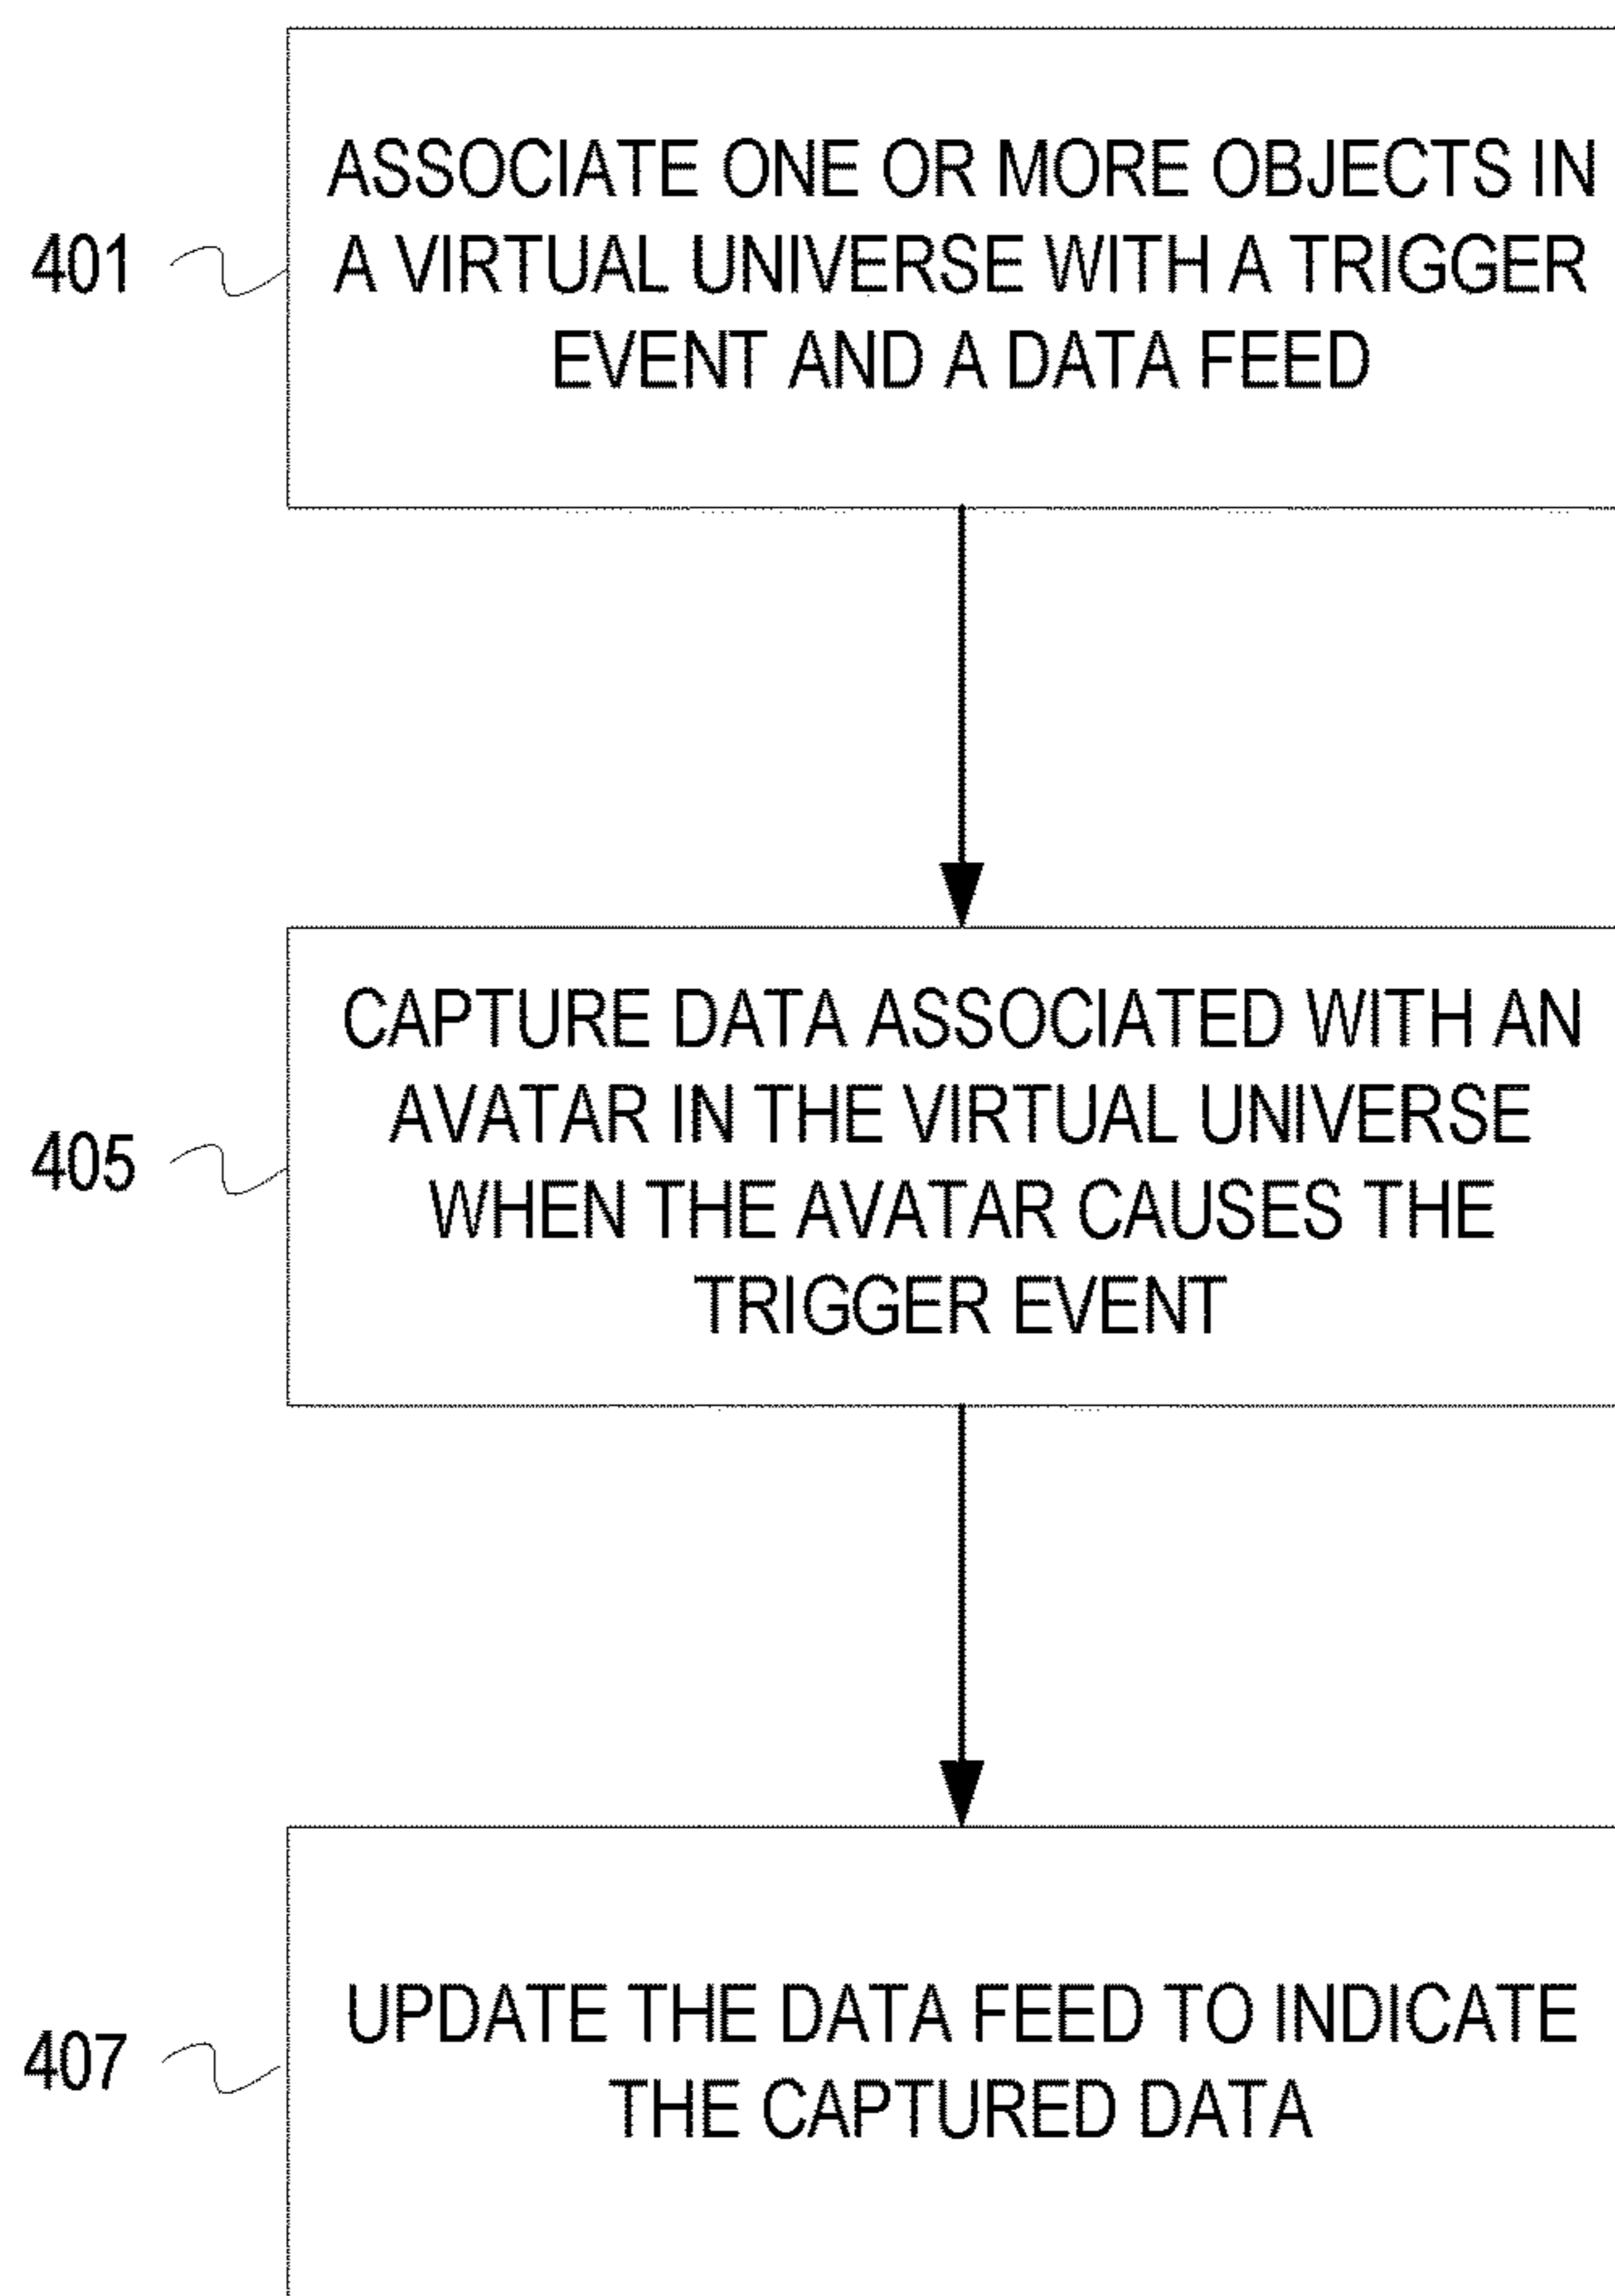 ASSOCIATE ONE OR MORE OBJECTS IN
401 A VIRTUAL UNIVERSE WITH A TRIGGER
EVENT AND A DATA FEED
CAPTURE DATA ASSOCIATED WITH AN
AVATAR IN THE VIRTUAL UNIVERSE
405
WHEN THE AVATAR CAUSES THE
TRIGGER EVENT
UPDATE THE DATA FEED TO INDICATE
407
THE CAPTURED DATA